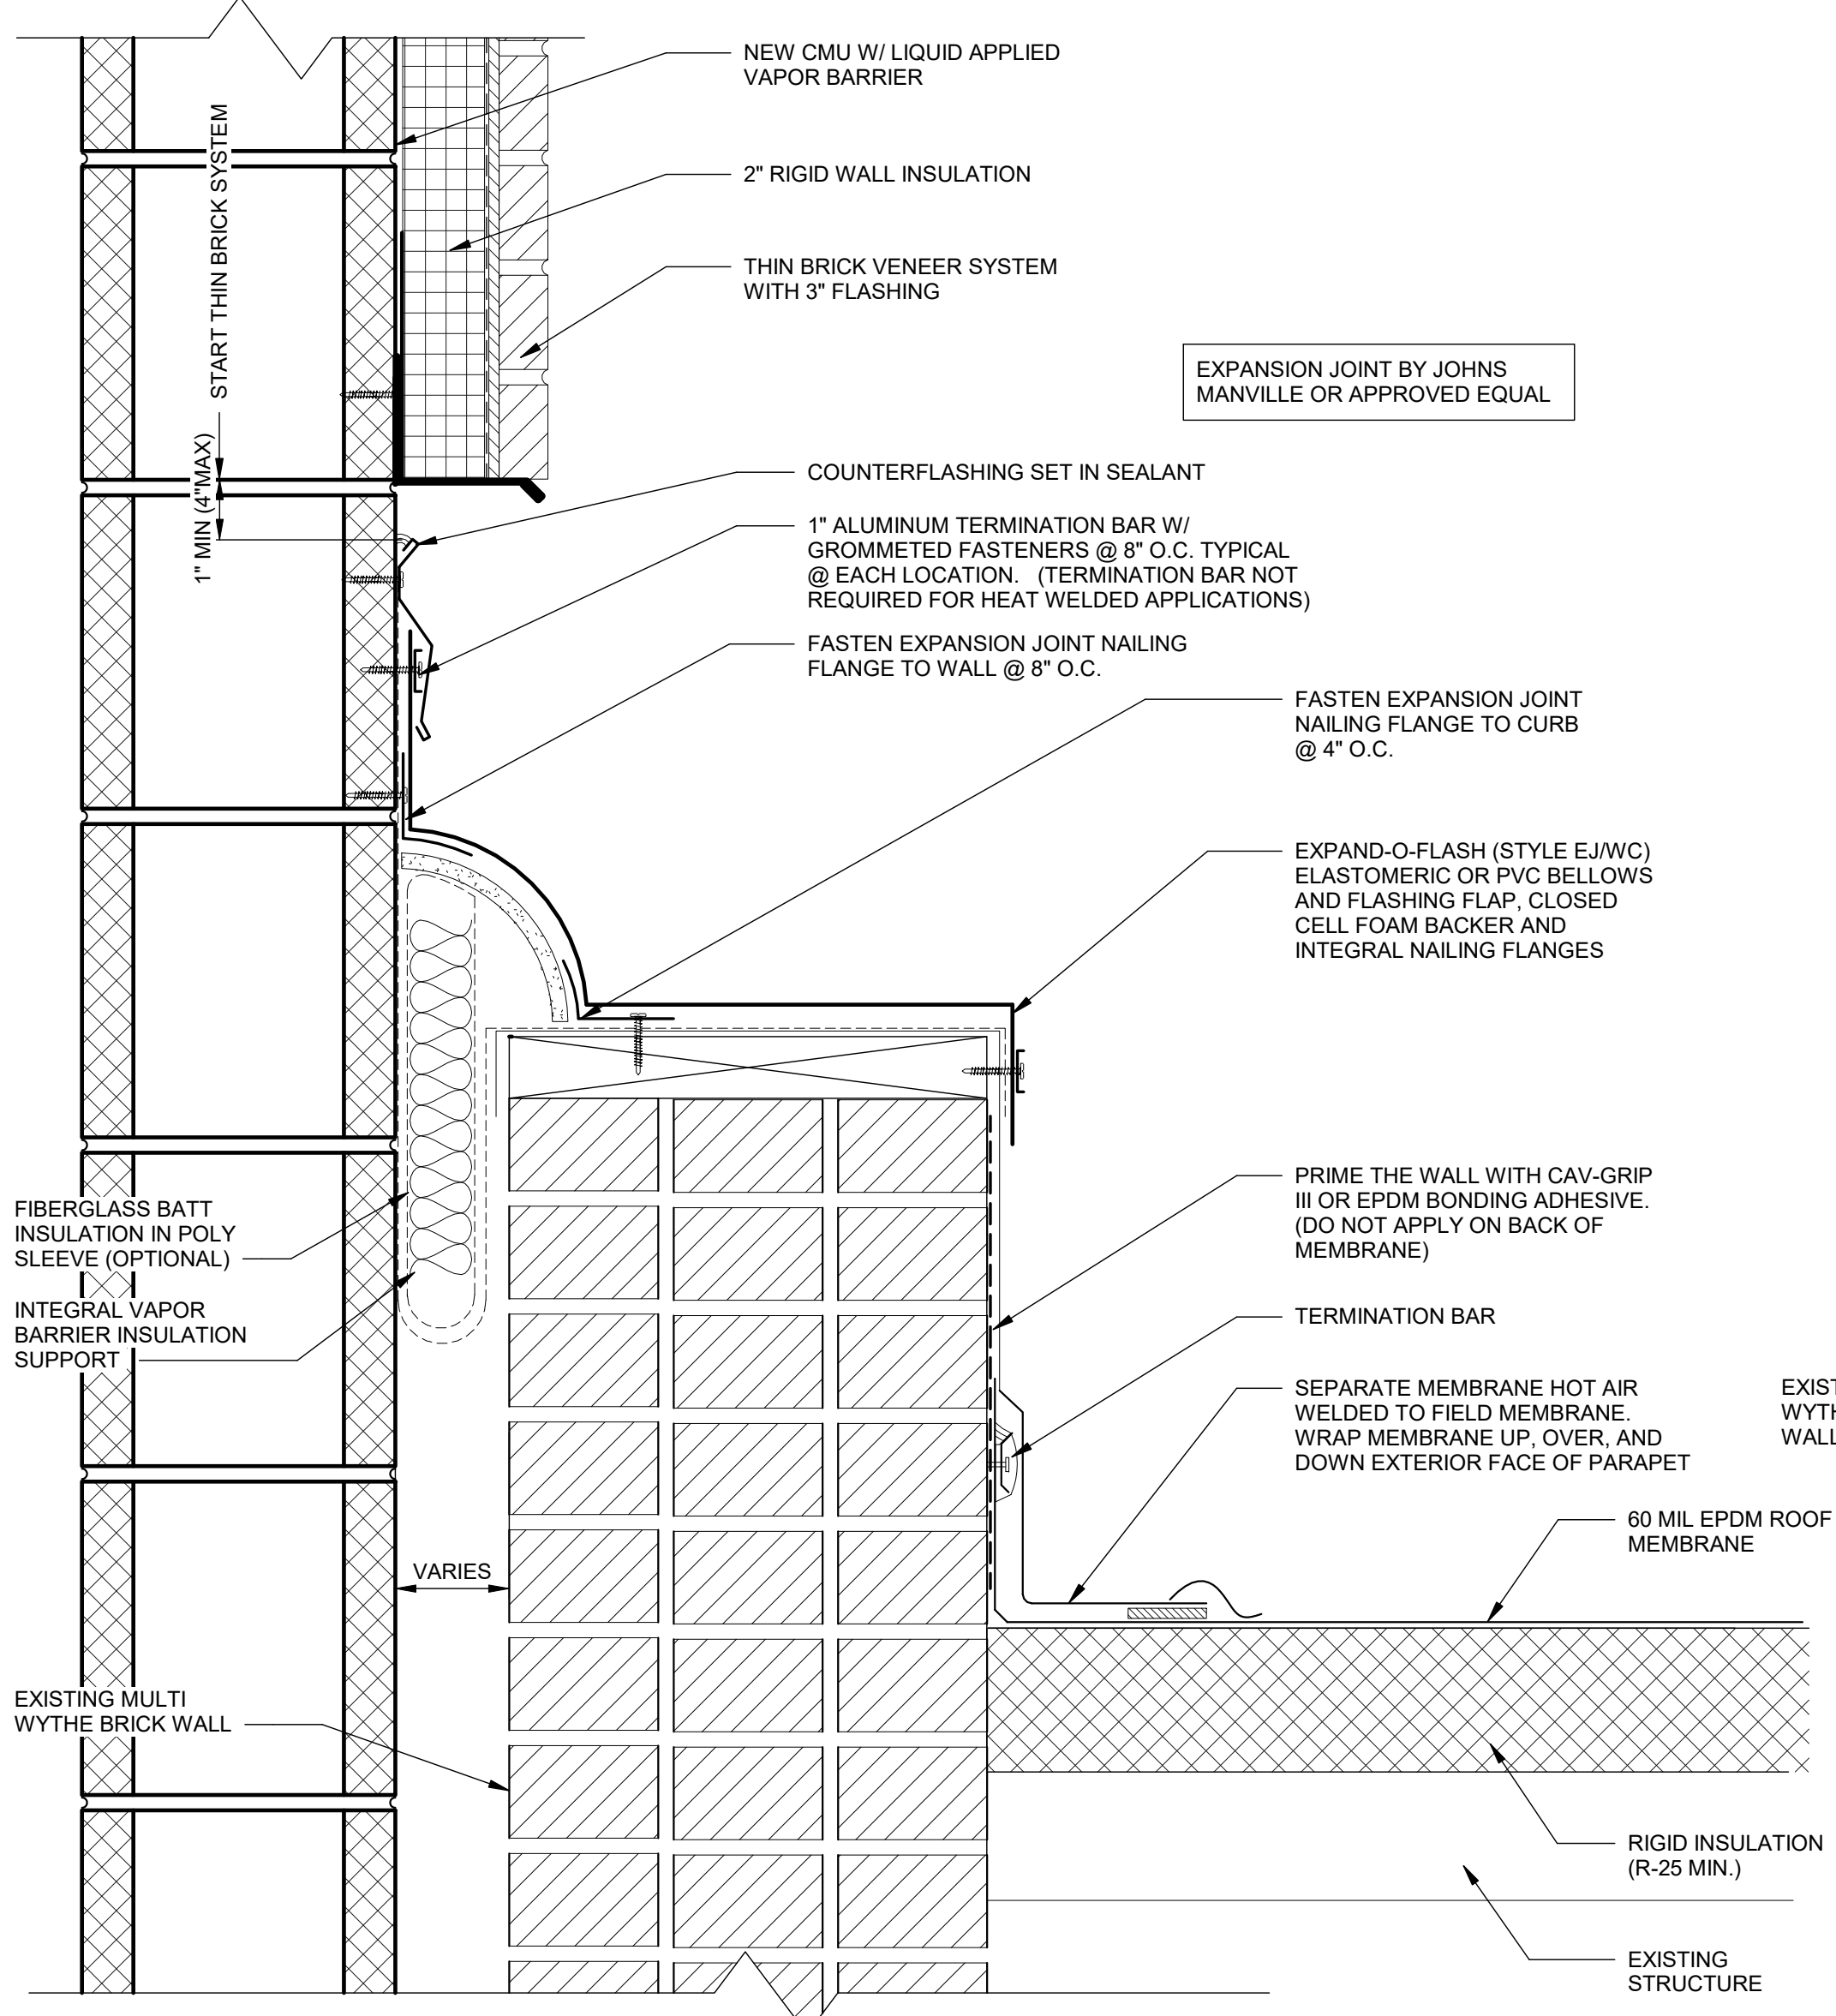 NEW CMU W/ LIQUID APPLIED
VAPOR BARRIER
2" RIGID WALL INSULATION
THIN BRICK VENEER SYSTEM
WITH 3" FLASHING
START THIN BRICK SYSTEM
1" MIN (4"MAX)
EXPANSION JOINT BY JOHNS
MANVILLE OR APPROVED EQUAL
COUNTERFLASHING SET IN SEALANT
1" ALUMINUM TERMINATION BAR W/
GROMMETED FASTENERS @ 8" O.C. TYPICAL
@ EACH LOCATION. (TERMINATION BAR NOT
REQUIRED FOR HEAT WELDED APPLICATIONS)
FASTEN EXPANSION JOINT NAILING
FLANGE TO WALL @ 8" O.C.
FASTEN EXPANSION JOINT
NAILING FLANGE TO CURB
@ 4" O.C.
EXPAND-O-FLASH (STYLE EJ/WC)
ELASTOMERIC OR PVC BELLOWS
AND FLASHING FLAP, CLOSED
CELL FOAM BACKER AND
INTEGRAL NAILING FLANGES
PRIME THE WALL WITH CAV-GRIP
III OR EPDM BONDING ADHESIVE.
(DO NOT APPLY ON BACK OF
MEMBRANE)
FIBERGLASS BATT
INSULATION IN POLY
SLEEVE (OPTIONAL)
INTEGRAL VAPOR
BARRIER INSULATION
SUPPORT
TERMINATION BAR
SEPARATE MEMBRANE HOT AIR
WELDED TO FIELD MEMBRANE.
WRAP MEMBRANE UP, OVER, AND
DOWN EXTERIOR FACE OF PARAPET
WALL
60 MIL EPDM ROOF
MEMBRANE
VARIES
EXISTING MULTI
WYTHE BRICK WALL
RIGID INSULATION
(R-25 MIN.)
EXISTING
STRUCTURE